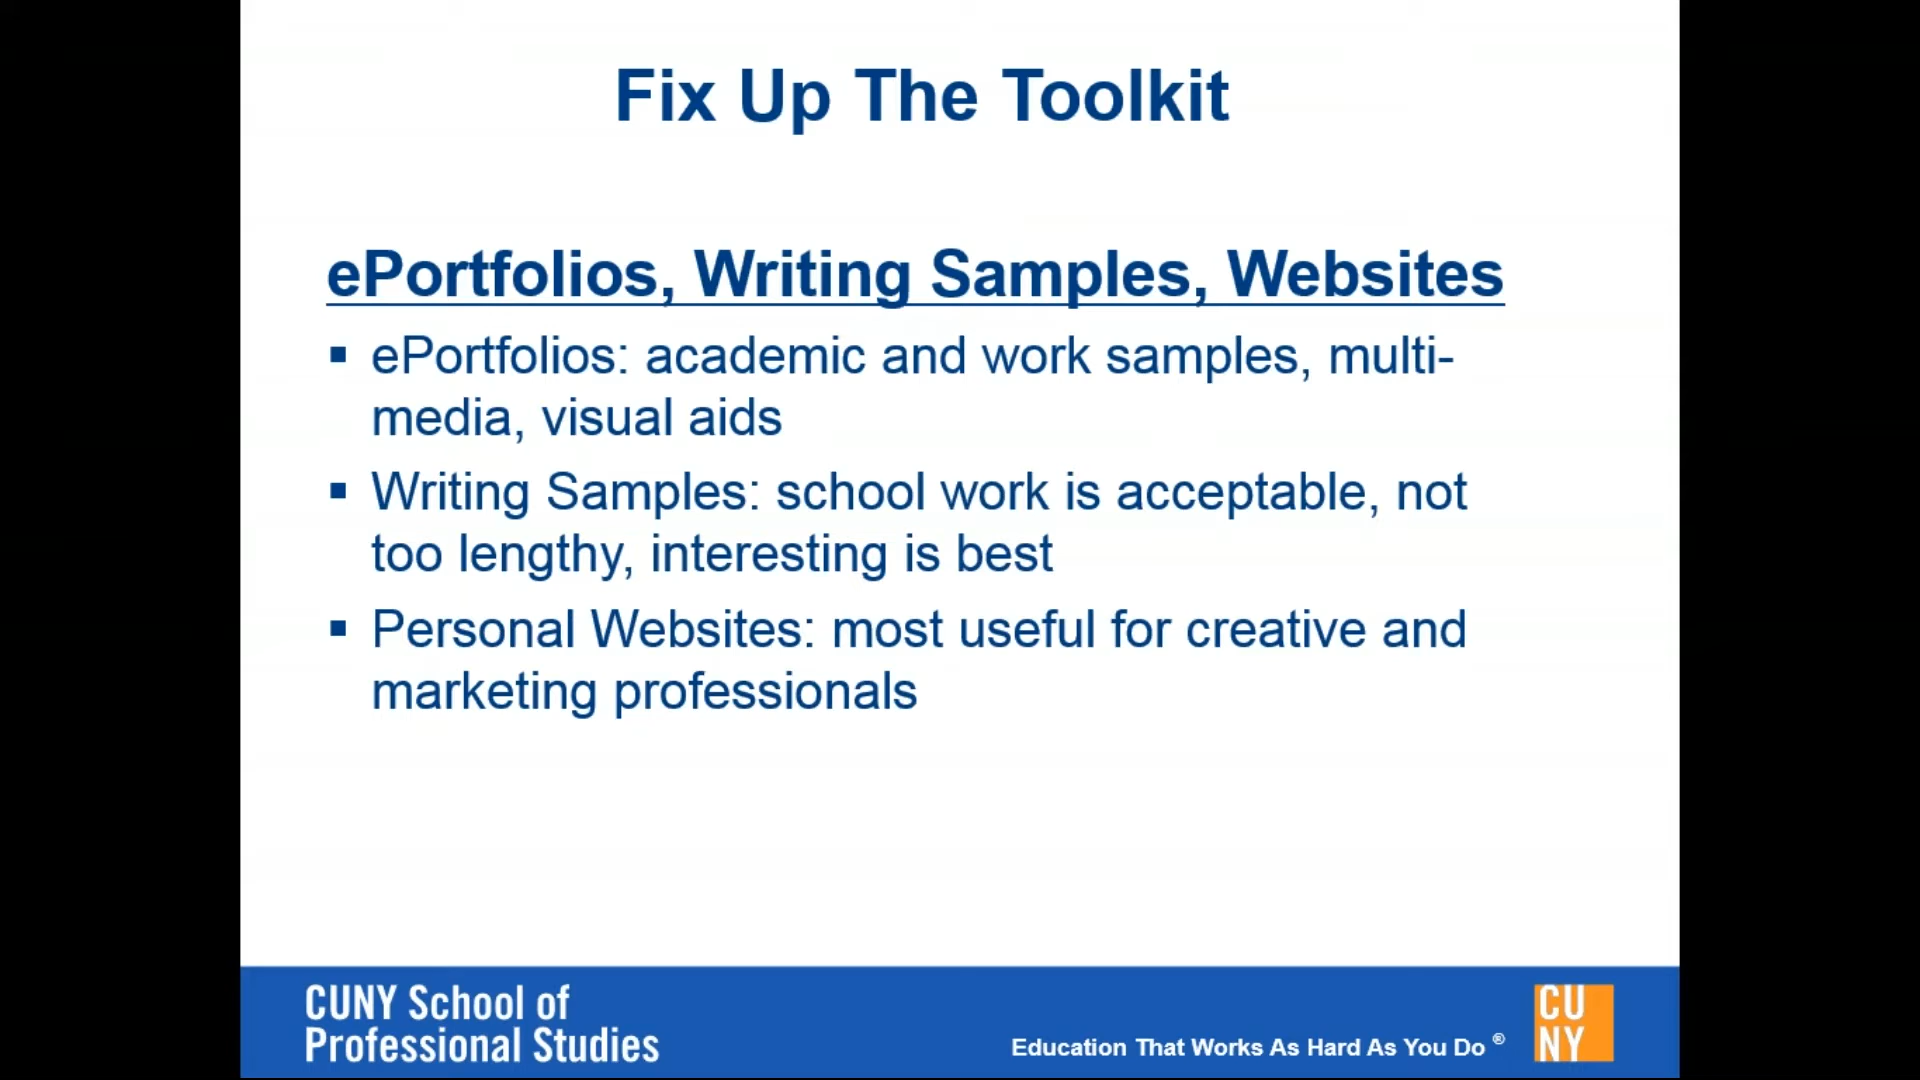 Fix Up The Toolkit
ePortfolios, Writing Samples, Websites
▪ ePortfolios: academic and work samples, multi-
media, visual aids
▪ Writing Samples: school work is acceptable, not
too lengthy, interesting is best
▪ Personal Websites: most useful for creative and
marketing professionals
CUNY School of
Professional Studies
Education That Works As Hard As You Do ®
CU
NY